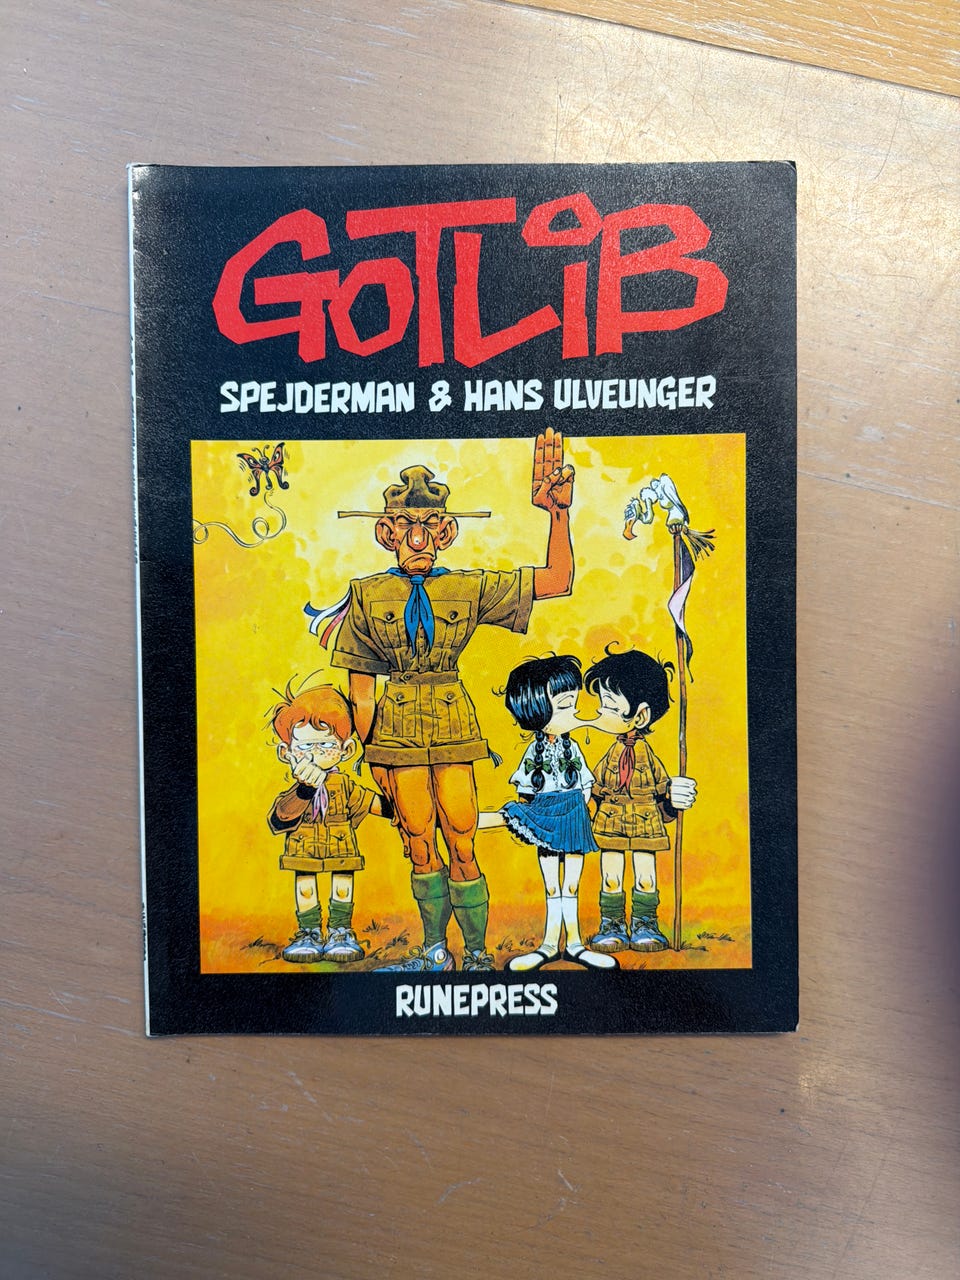 GOTLiB
SPEJDERMAN & HANS ULVEUNGER
RUNEPRESS